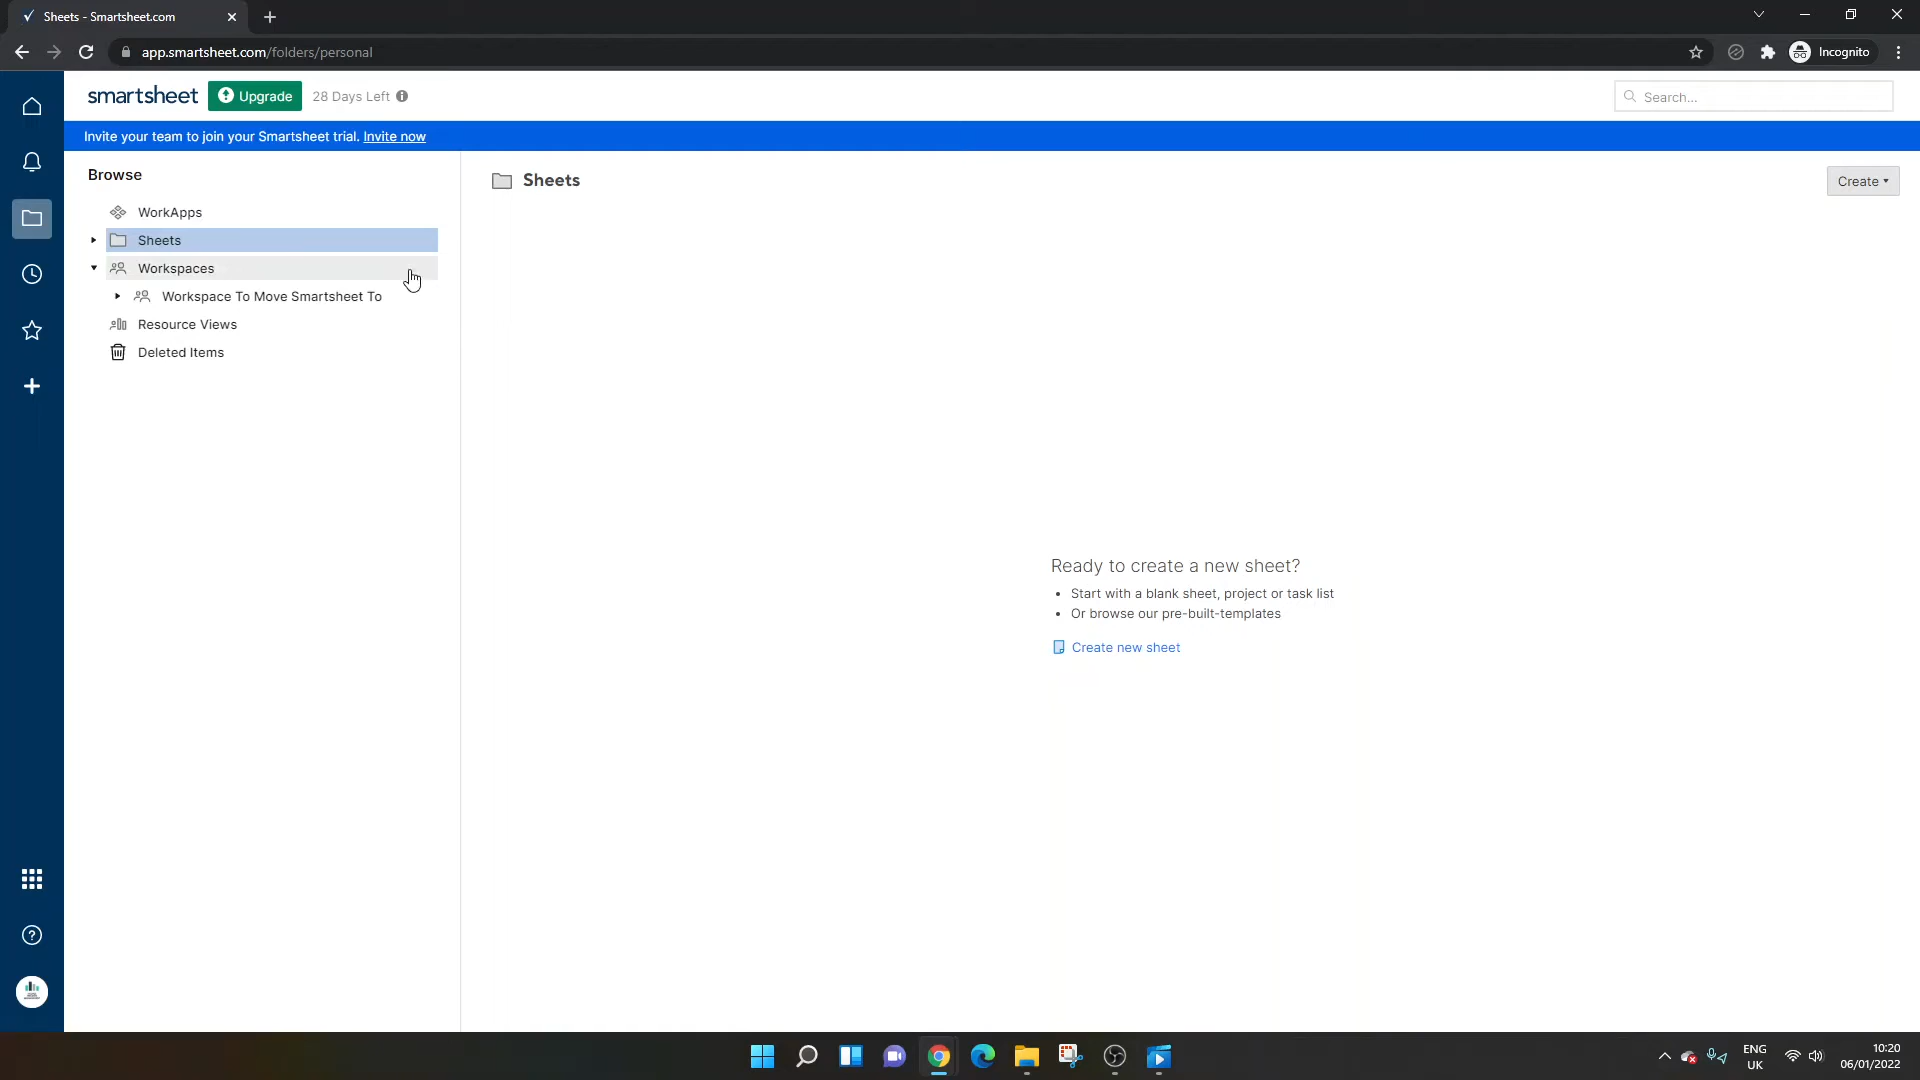 Sheets - Smartsheet.com
app.smartsheet.com/folders/personal
Incognito
smartsheet
Upgrade
28 Days Left
Search...
Invite your team to join your Smartsheet trial. Invite now
Browse
WorkApps
Sheets
Workspaces
Workspace To Move Smartsheet To
Resource Views
Deleted Items
Sheets
Create
Ready to create a new sheet?
• Start with a blank sheet, project or task list
• Or browse our pre-built-templates
Create new sheet
ENG
UK
10:20
06/01/2022